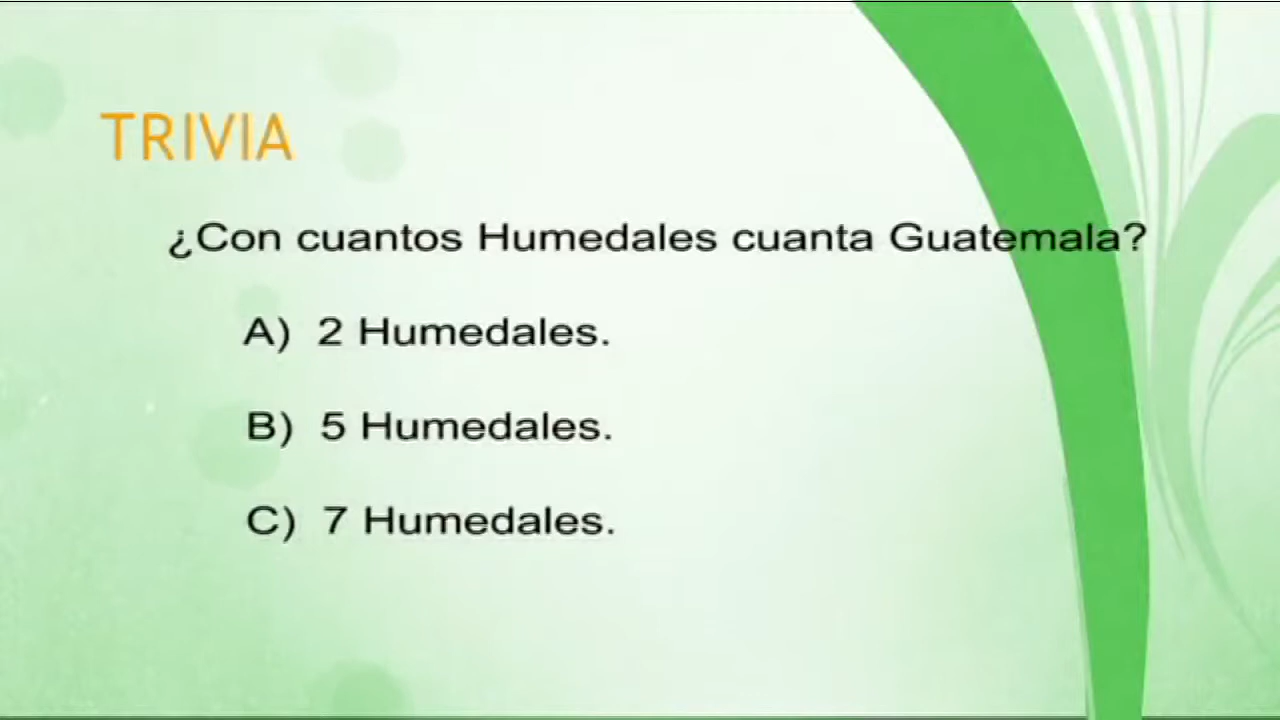 TRIVIA
¿Con cuantos Humedales cuanta Guatemala?
A) 2 Humedales.
B) 5 Humedales.
C) 7 Humedales.